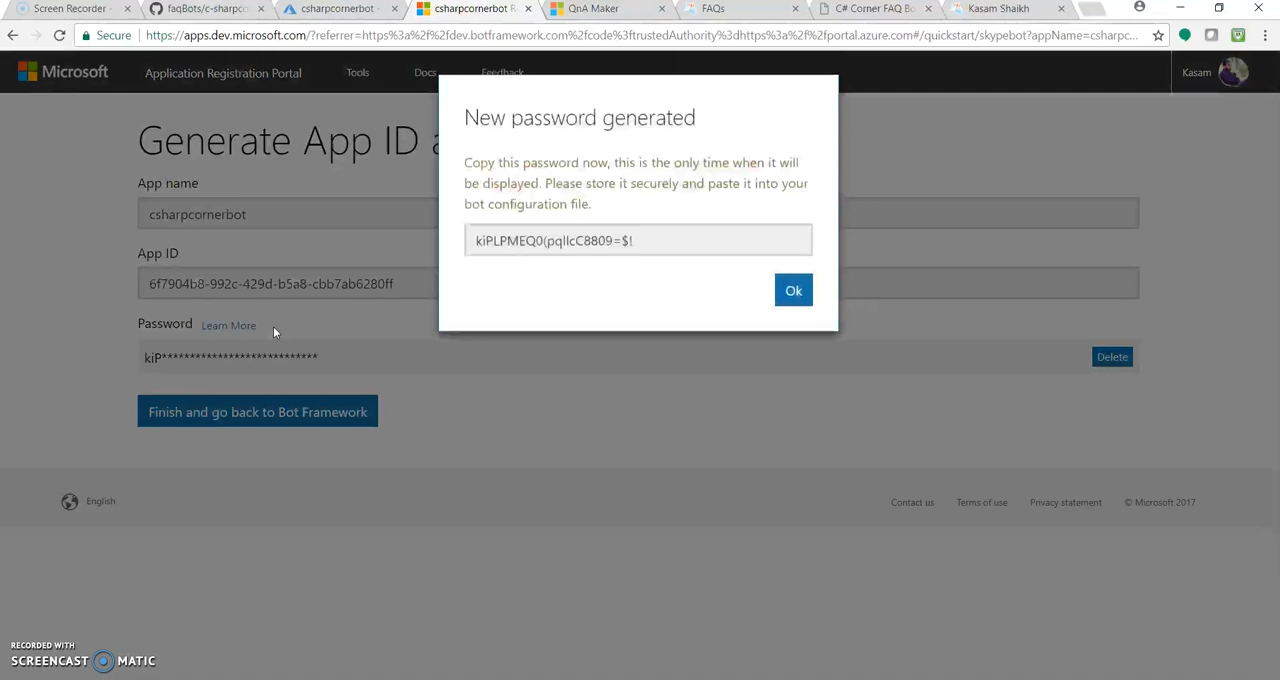 Screen Recorder
faqBots/c-sharpco
csharpcornerbot -
csharpcornerbot R
QnA Maker
FAQs
C# Corner FAQ Bo
Kasam Shaikh
Secure
https://apps.dev.microsoft.com/?referrer=https%3a%2f%2fdev.botframework.com%2fcode%3ftrustedAuthority%3dhttps%3a%2f%2fportal.azure.com#/quickstart/skypebot?appName=csharpc...
Microsoft
Application Registration Portal
Tools
Docs
Feedback
Kasam
Generate App ID a
New password generated
Copy this password now, this is the only time when it will
be displayed. Please store it securely and paste it into your
bot configuration file.
kiPLPMEQ0(pqIlcC8809=$!
Ok
App name
csharpcornerbot
App ID
6f7904b8-992c-429d-b5a8-cbb7ab6280ff
Password Learn More
kiP****************************
Delete
Finish and go back to Bot Framework
English
Contact us
Terms of use
Privacy statement
© Microsoft 2017
RECORDED WITH
SCREENCAST MATIC